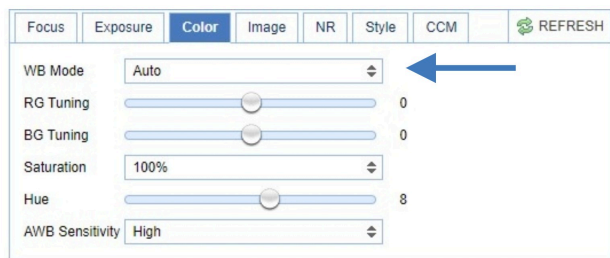 Focus Exposure Color Image NR Style CCM REFRESH
WB Mode Auto
RG Tuning 0
BG Tuning 0
Saturation 100%
Hue 8
AWB Sensitivity High